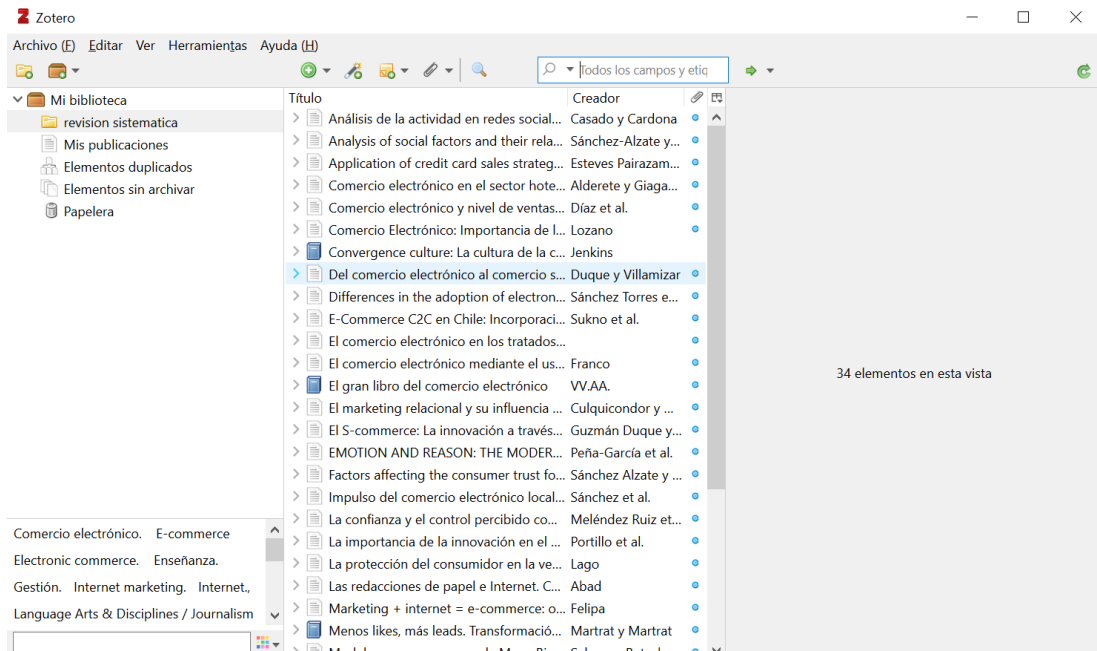 Zotero
Archivo (F) Editar Ver Herramientas Ayuda (H)
Todos los campos y etiq
Mi biblioteca
revision sistematica
Mis publicaciones
Elementos duplicados
Elementos sin archivar
Papelera
Título Creador
Análisis de la actividad en redes social... Casado y Cardona
Analysis of social factors and their rela... Sánchez-Alzate y...
Application of credit card sales strateg... Esteves Pairazam...
Comercio electrónico en el sector hote... Alderete y Giaga...
Comercio electrónico y nivel de ventas... Díaz et al.
Comercio Electrónico: Importancia de l... Lozano
Convergence culture: La cultura de la c... Jenkins
Del comercio electrónico al comercio s... Duque y Villamizar
Differences in the adoption of electron... Sánchez Torres e...
E-Commerce C2C en Chile: Incorporaci... Sukno et al.
El comercio electrónico en los tratados...
El comercio electrónico mediante el us... Franco
El gran libro del comercio electrónico VV.AA.
El marketing relacional y su influencia ... Culquicondor y ...
El S-commerce: La innovación a través... Guzmán Duque y...
EMOTION AND REASON: THE MODER... Peña-García et al.
Factors affecting the consumer trust fo... Sánchez Alzate y ...
Impulso del comercio electrónico local... Sánchez et al.
La confianza y el control percibido co... Meléndez Ruiz et...
La importancia de la innovación en el ... Portillo et al.
La protección del consumidor en la ve... Lago
Las redacciones de papel e Internet. C... Abad
Marketing + internet = e-commerce: o... Felipa
Menos likes, más leads. Transformació... Martrat y Martrat
34 elementos en esta vista
Comercio electrónico. E-commerce
Electronic commerce. Enseñanza.
Gestión. Internet marketing. Internet.,
Language Arts & Disciplines / Journalism